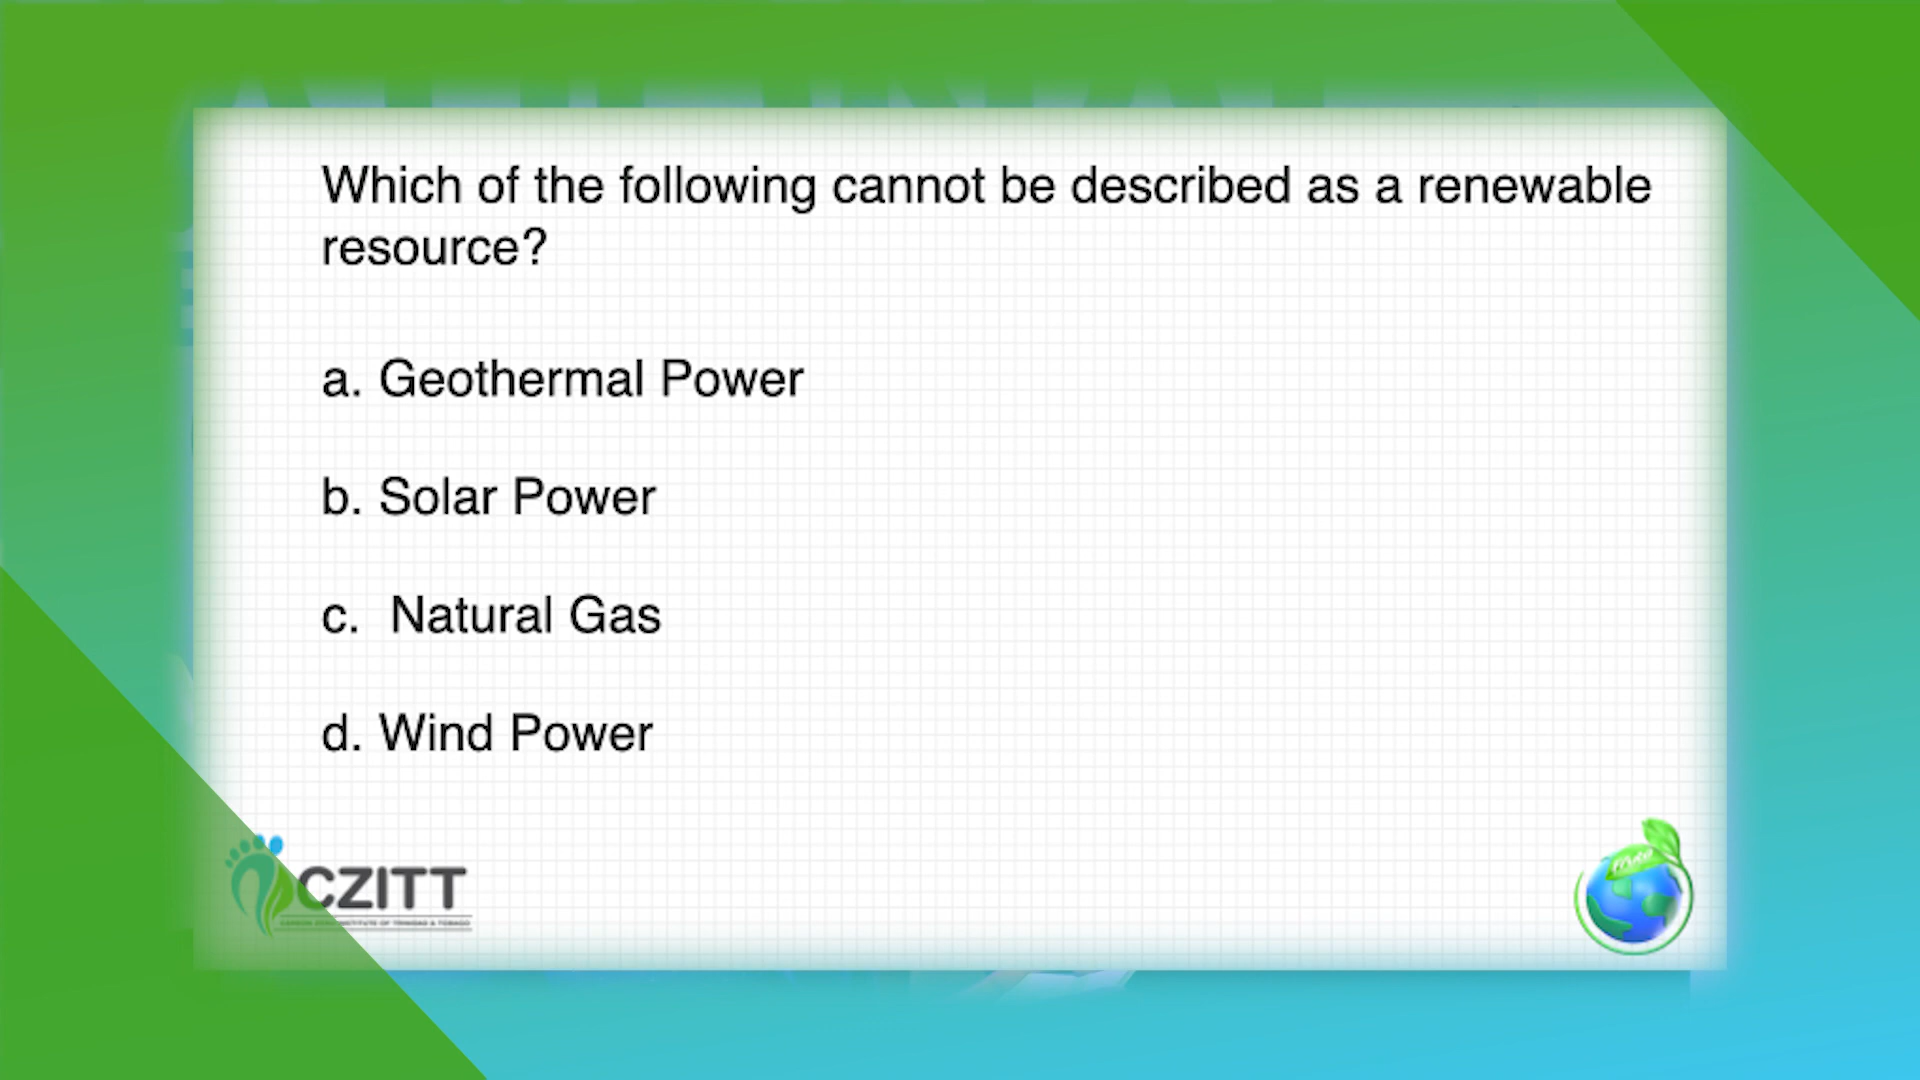 Which of the following cannot be described as a renewable
resource?
a. Geothermal Power
b. Solar Power
c. Natural Gas
d. Wind Power
CZITT